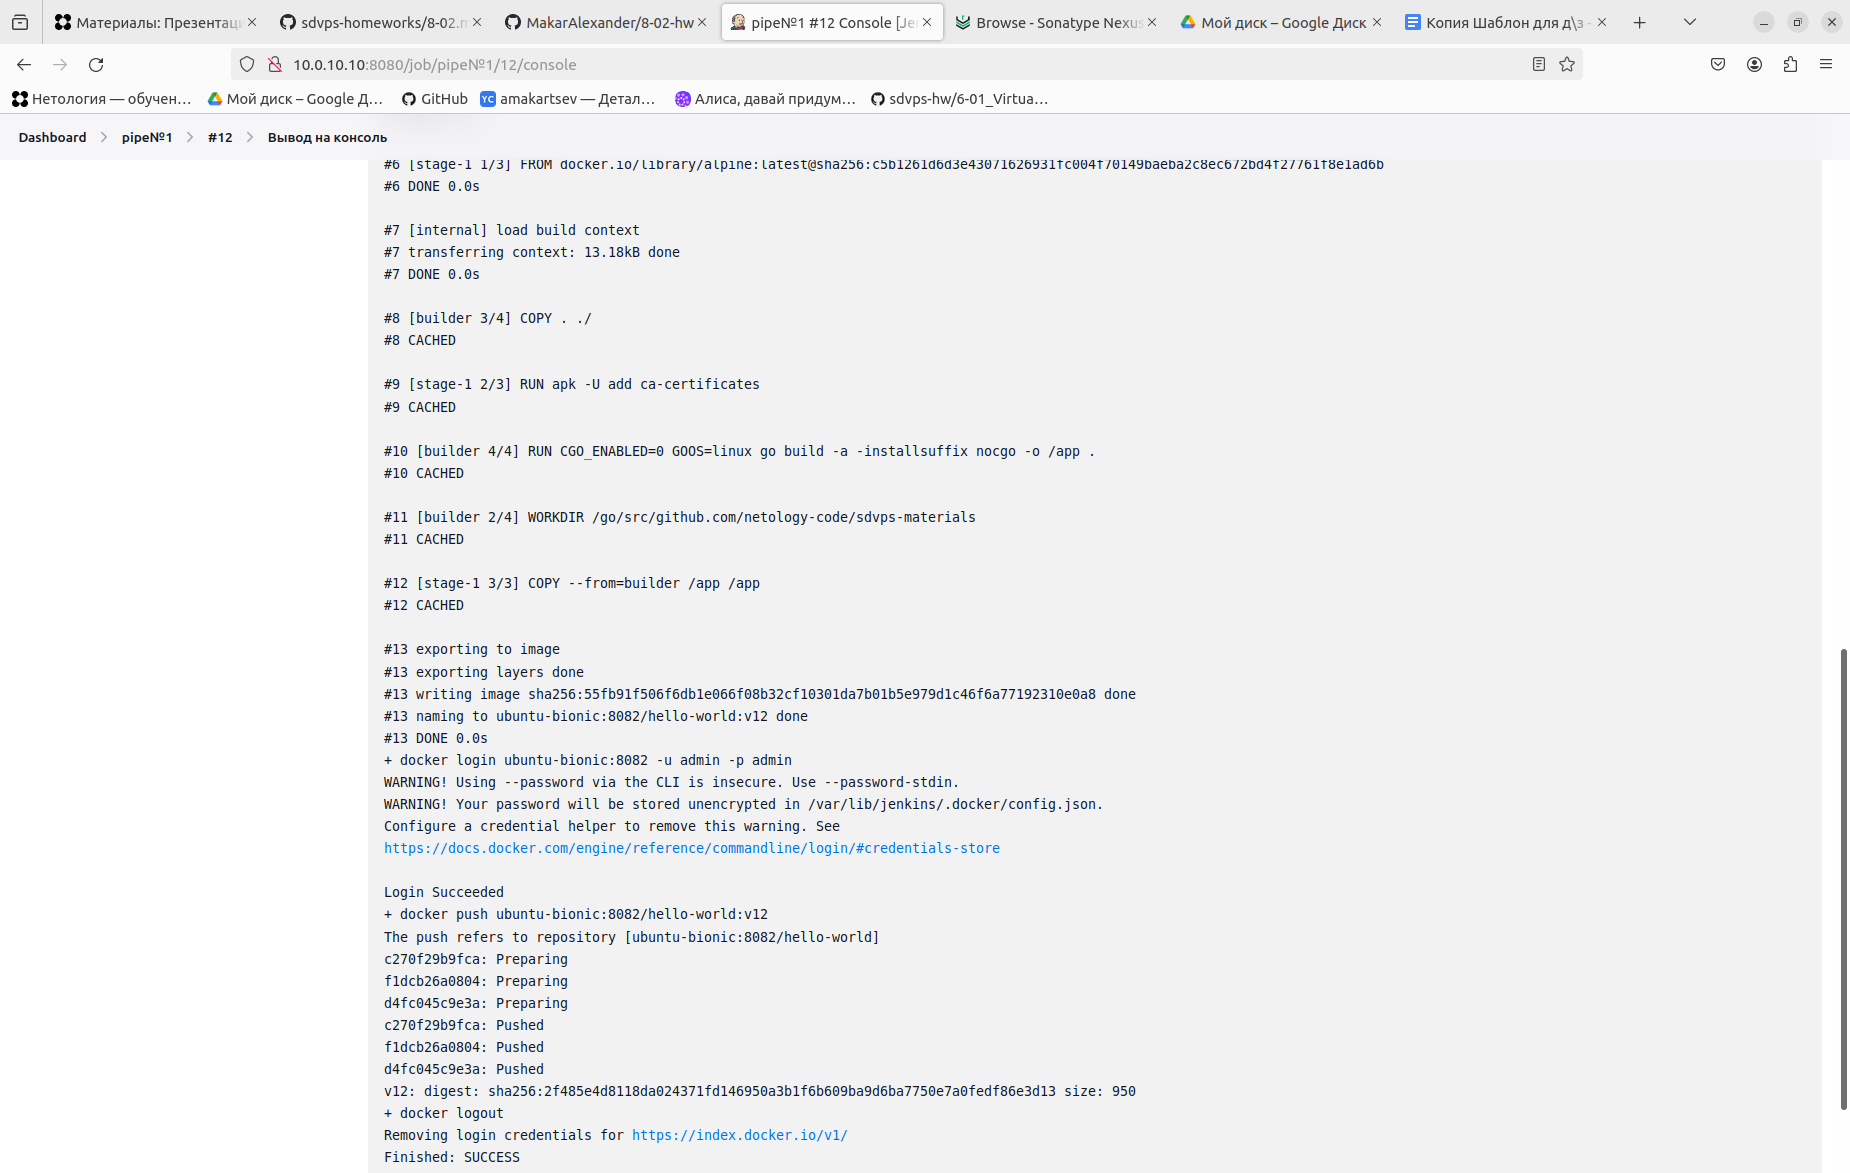 Материалы: Презентаци
sdvps-homeworks/8-02.m
MakarAlexander/8-02-hw
pipe№1 #12 Console [Jen
Browse - Sonatype Nexus
Мой диск – Google Диск
Копия Шаблон для д\з -
10.0.10.10:8080/job/pipe№1/12/console
Нетология — обучен…
Мой диск – Google Д…
GitHub
YC amakartsev — Детал…
Алиса, давай придум…
sdvps-hw/6-01_Virtua…
Dashboard
pipe№1
#12
Вывод на консоль
#6 [stage-1 1/3] FROM docker.io/library/alpine:latest@sha256:c5b1261d6d3e43071626931fc004f70149baeba2c8ec672bd4f27761f8e1ad6b
#6 DONE 0.0s
#7 [internal] load build context
#7 transferring context: 13.18kB done
#7 DONE 0.0s
#8 [builder 3/4] COPY . ./
#8 CACHED
#9 [stage-1 2/3] RUN apk -U add ca-certificates
#9 CACHED
#10 [builder 4/4] RUN CGO_ENABLED=0 GOOS=linux go build -a -installsuffix nocgo -o /app .
#10 CACHED
#11 [builder 2/4] WORKDIR /go/src/github.com/netology-code/sdvps-materials
#11 CACHED
#12 [stage-1 3/3] COPY --from=builder /app /app
#12 CACHED
#13 exporting to image
#13 exporting layers done
#13 writing image sha256:55fb91f506f6db1e066f08b32cf10301da7b01b5e979d1c46f6a77192310e0a8 done
#13 naming to ubuntu-bionic:8082/hello-world:v12 done
#13 DONE 0.0s
+ docker login ubuntu-bionic:8082 -u admin -p admin
WARNING! Using --password via the CLI is insecure. Use --password-stdin.
WARNING! Your password will be stored unencrypted in /var/lib/jenkins/.docker/config.json.
Configure a credential helper to remove this warning. See
https://docs.docker.com/engine/reference/commandline/login/#credentials-store
Login Succeeded
+ docker push ubuntu-bionic:8082/hello-world:v12
The push refers to repository [ubuntu-bionic:8082/hello-world]
c270f29b9fca: Preparing
f1dcb26a0804: Preparing
d4fc045c9e3a: Preparing
c270f29b9fca: Pushed
f1dcb26a0804: Pushed
d4fc045c9e3a: Pushed
v12: digest: sha256:2f485e4d8118da024371fd146950a3b1f6b609ba9d6ba7750e7a0fedf86e3d13 size: 950
+ docker logout
Removing login credentials for https://index.docker.io/v1/
Finished: SUCCESS